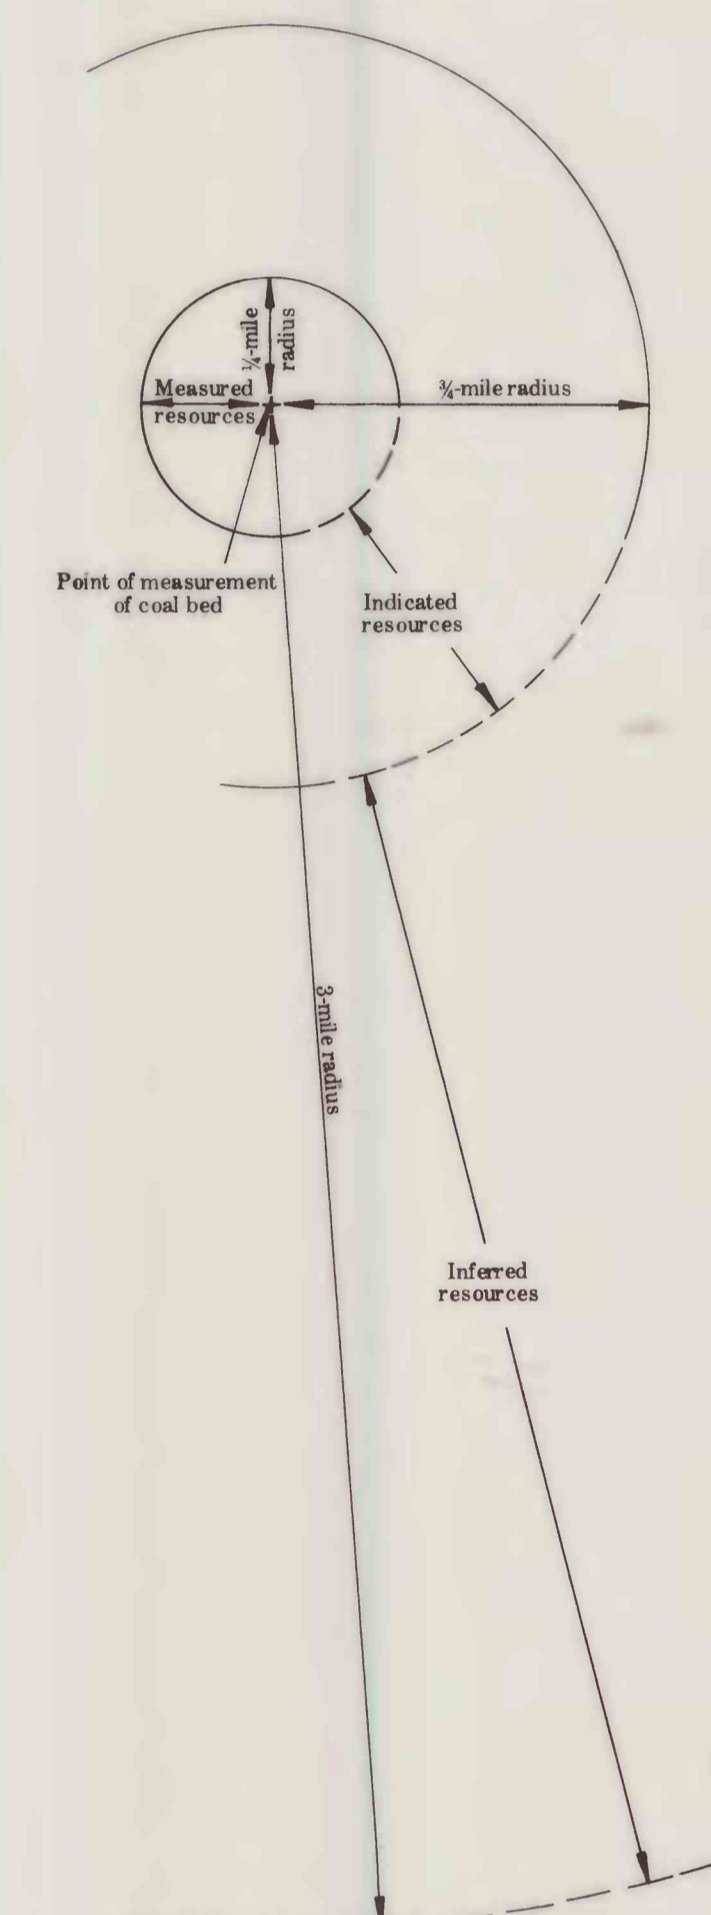 ¼-mile
radius
Measured
resources
¾-mile radius
Point of measurement
of coal bed
Indicated
resources
3-mile radius
Inferred
resources